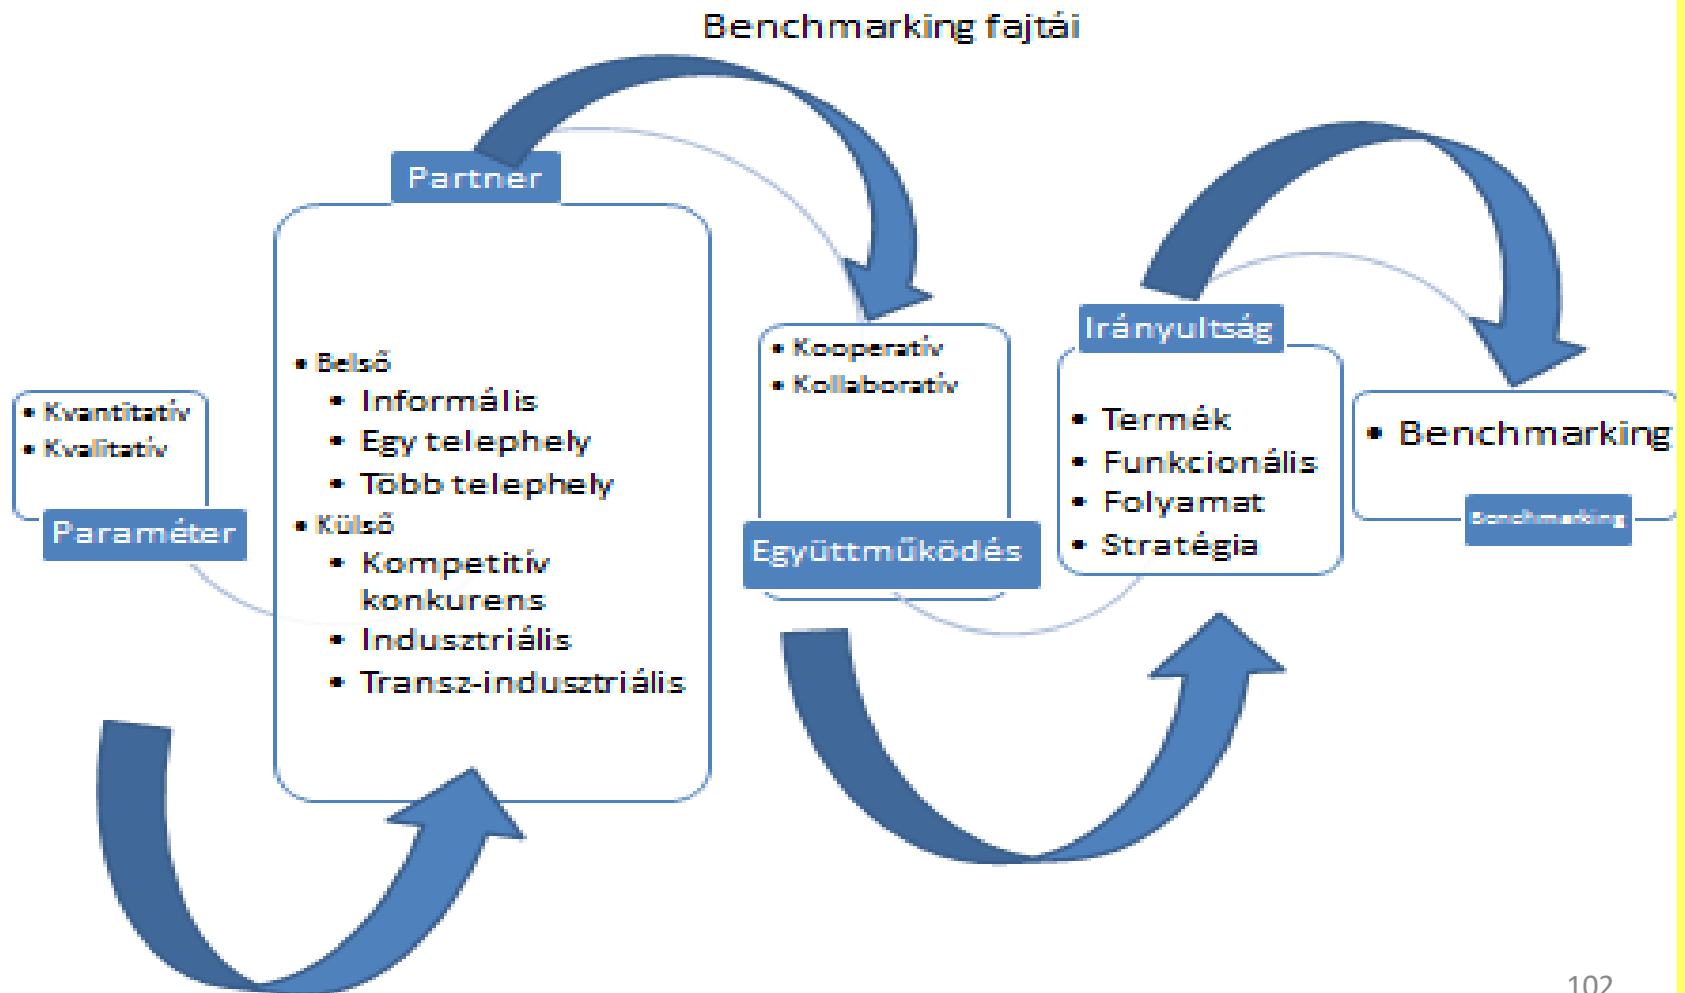 Benchmarking fajtái
• Kvantitatív
• Kvalitatív
Paraméter
Partner
• Belső
• Informális
• Egy telephely
• Több telephely
• Külső
• Kompetitív
konkurens
• Indusztriális
• Transz-indusztriális
• Kooperatív
• Kollaboratív
Együttműködés
Irányultság
• Termék
• Funkcionális
• Folyamat
• Stratégia
• Benchmarking
Benchmarking
102